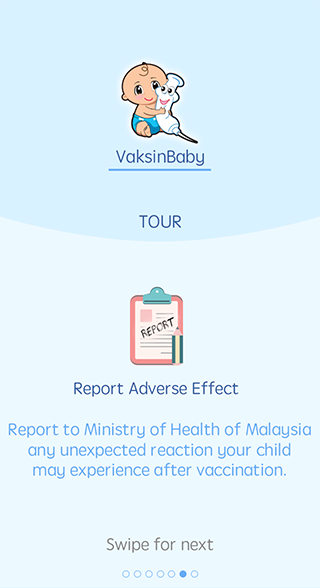 VaksinBaby
TOUR
REPORT
Report Adverse Effect
Report to Ministry of Health of Malaysia
any unexpected reaction your child
may experience after vaccination.
Swipe for next